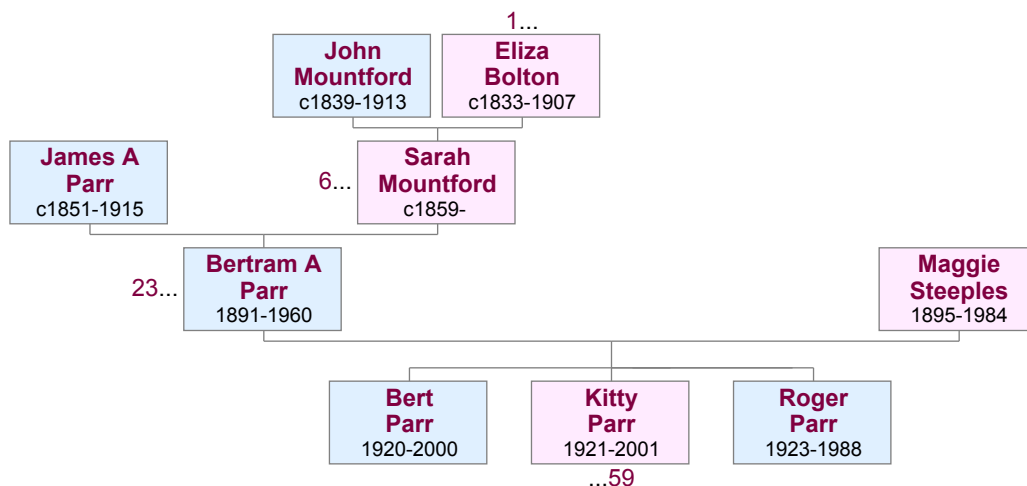 1...
John
Mountford
c1839-1913
Eliza
Bolton
c1833-1907
James A
Parr
c1851-1915
6...
Sarah
Mountford
c1859-
23...
Bertram A
Parr
1891-1960
Maggie
Steeples
1895-1984
Bert
Parr
1920-2000
Kitty
Parr
1921-2001
Roger
Parr
1923-1988
...59